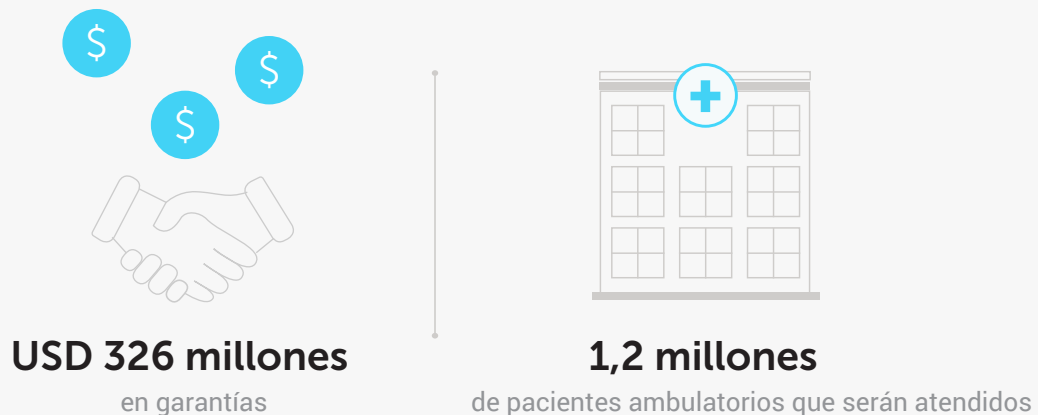 $
$
$
USD 326 millones
en garantías
1,2 millones
de pacientes ambulatorios que serán atendidos